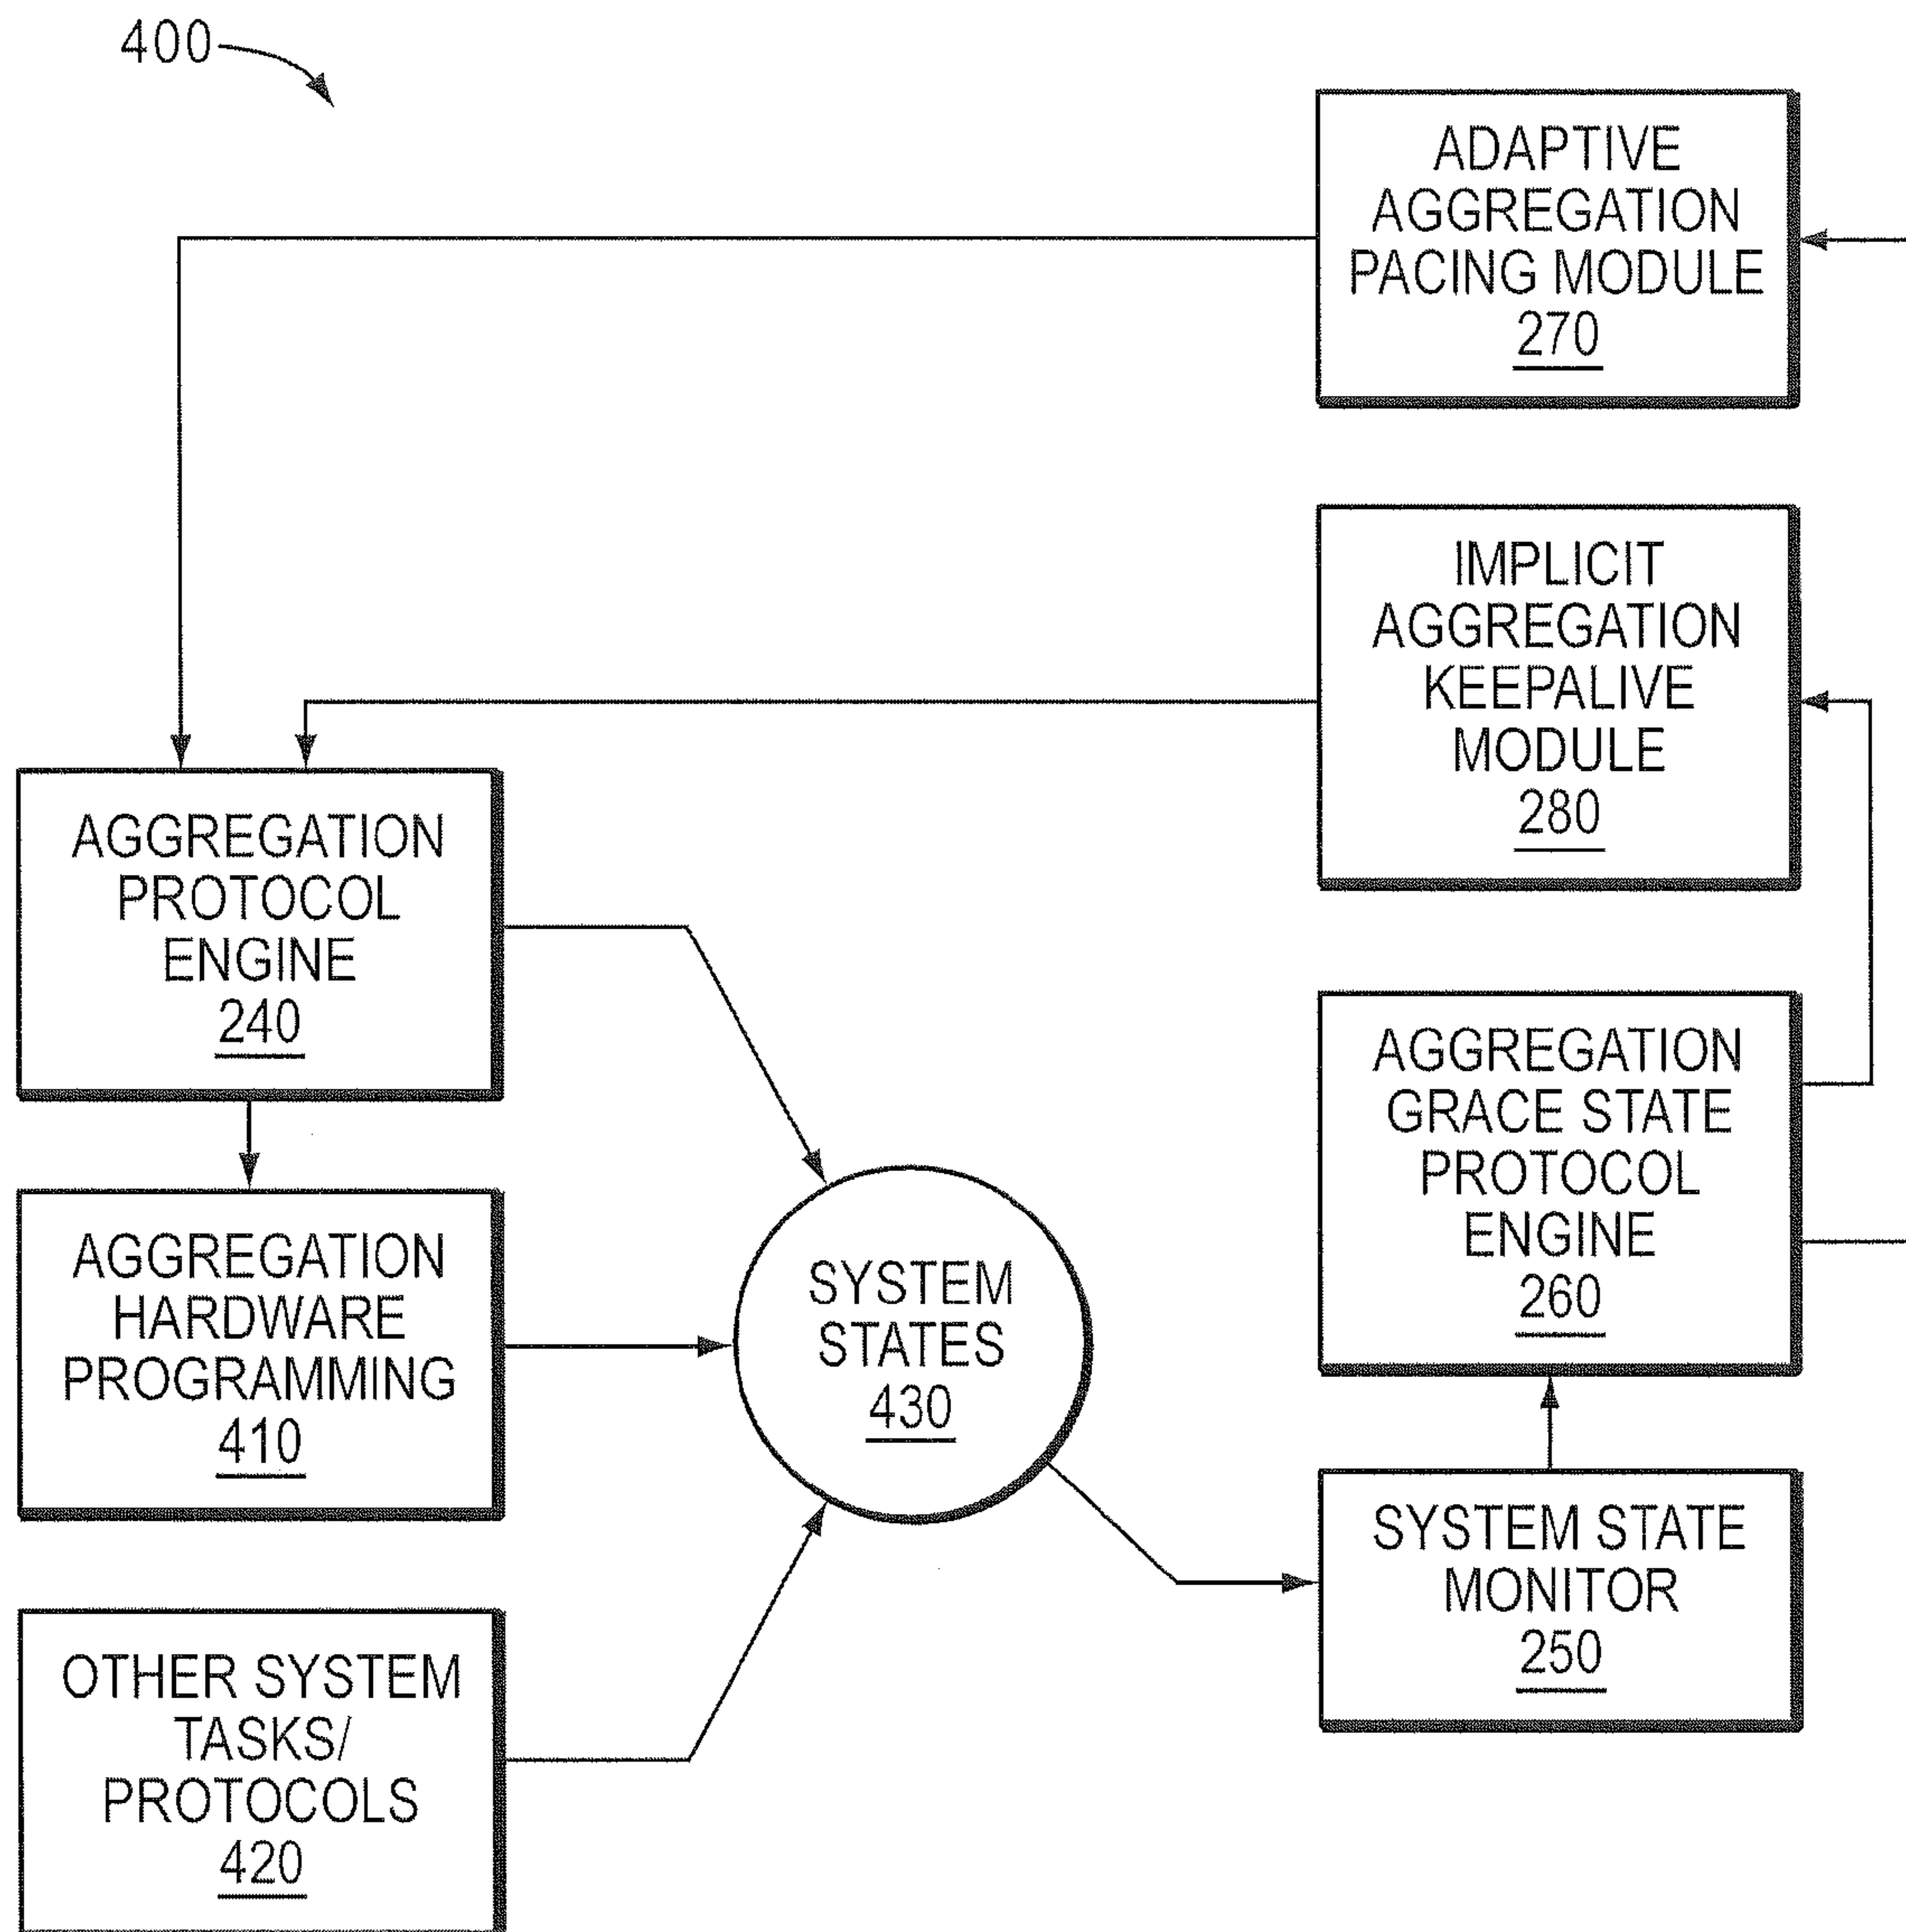 400
ADAPTIVE
AGGREGATION
PACING MODULE
270
IMPLICIT
AGGREGATION
KEEPALIVE
MODULE
280
AGGREGATION
PROTOCOL
ENGINE
240
AGGREGATION
GRACE STATE
PROTOCOL
ENGINE
260
AGGREGATION
HARDWARE
PROGRAMMING
410
SYSTEM
STATES
430
SYSTEM STATE
MONITOR
250
OTHER SYSTEM
TASKS/
PROTOCOLS
420